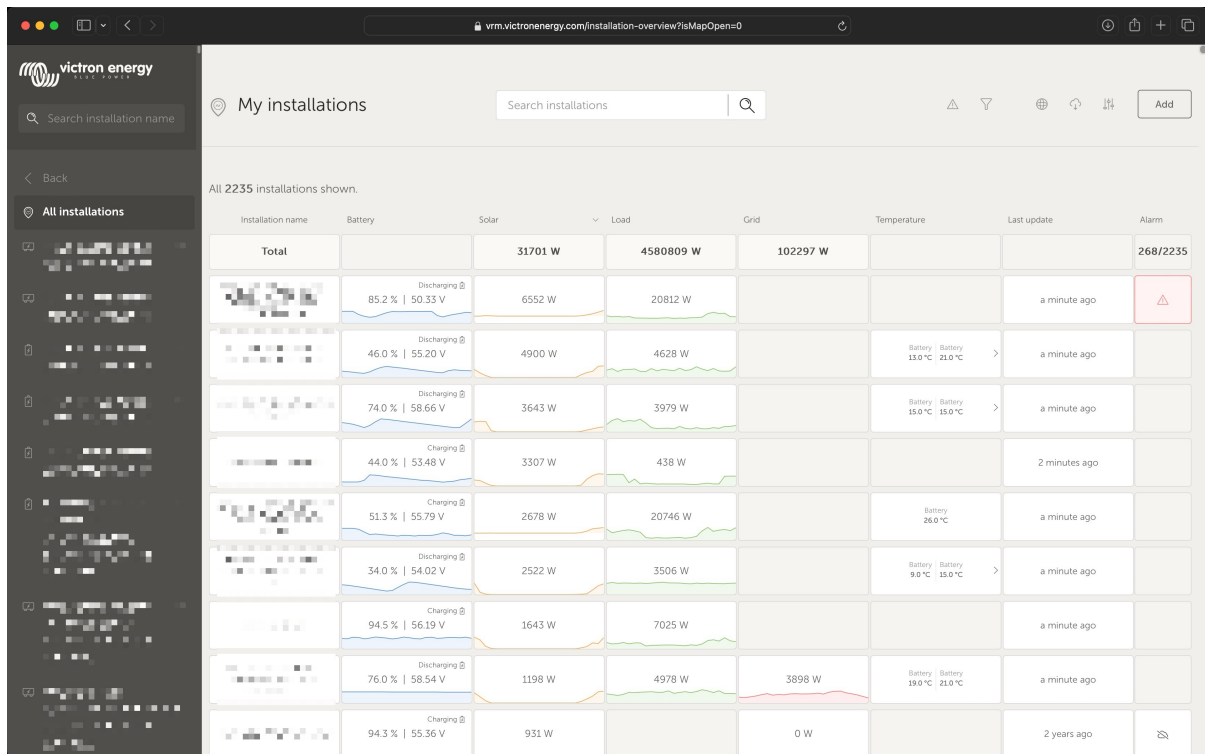 vrm.victronenergy.com/installation-overview?isMapOpen=0
victron energy
BLUE POWER
Search installation name
Back
All installations
My installations
Search installations
Add
All 2235 installations shown.
Installation name Battery Solar Load Grid Temperature Last update Alarm
Total 31701 W 4580809 W 102297 W 268/2235
Discharging
85.2 % | 50.33 V 6552 W 20812 W a minute ago
Discharging
46.0 % | 55.20 V 4900 W 4628 W Battery 13.0 °C Battery 21.0 °C a minute ago
Discharging
74.0 % | 58.66 V 3643 W 3979 W Battery 15.0 °C Battery 15.0 °C a minute ago
Charging
44.0 % | 53.48 V 3307 W 438 W 2 minutes ago
Charging
51.3 % | 55.79 V 2678 W 20746 W Battery 26.0 °C a minute ago
Discharging
34.0 % | 54.02 V 2522 W 3506 W Battery 9.0 °C Battery 15.0 °C a minute ago
Charging
94.5 % | 56.19 V 1643 W 7025 W a minute ago
Discharging
76.0 % | 58.54 V 1198 W 4978 W 3898 W Battery 19.0 °C Battery 21.0 °C a minute ago
Charging
94.3 % | 55.36 V 931 W 0 W 2 years ago